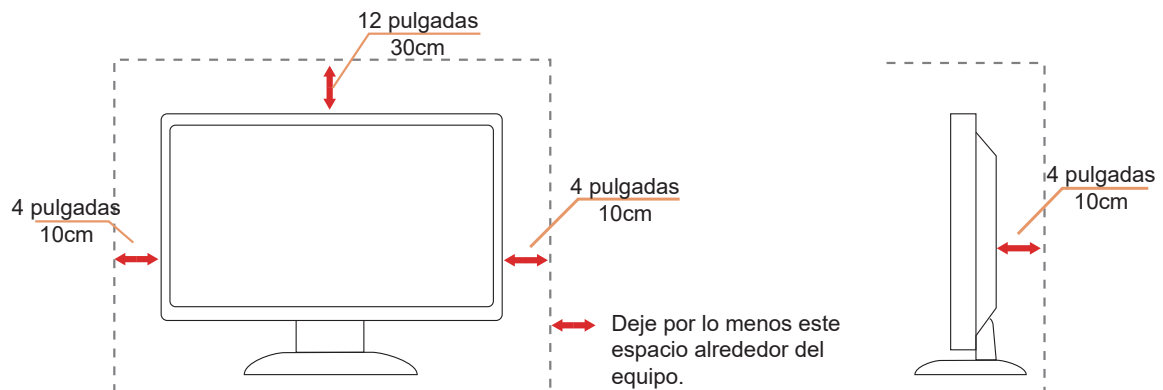 12 pulgadas
30cm
4 pulgadas
10cm
4 pulgadas
10cm
4 pulgadas
10cm
Deje por lo menos este
espacio alrededor del
equipo.